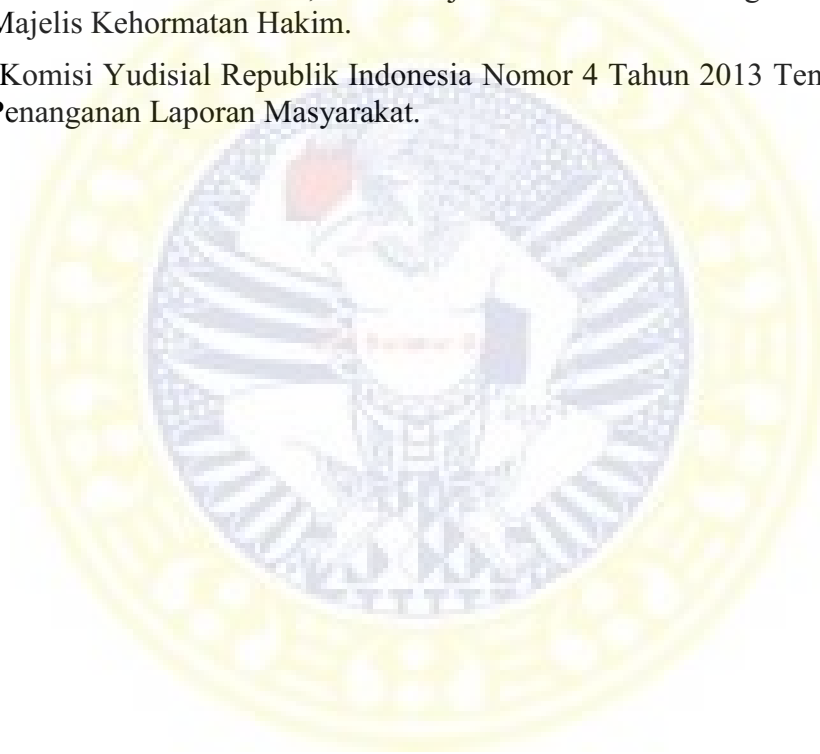 Majelis Kehormatan Hakim.
Komisi Yudisial Republik Indonesia Nomor 4 Tahun 2013 Ten
Penanganan Laporan Masyarakat.